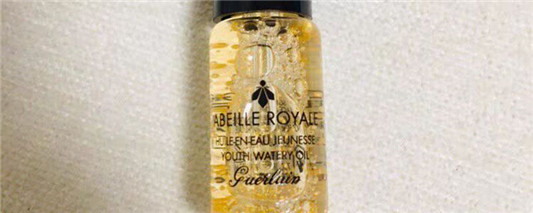 ABEILLE ROYALE
HUILE-EN-EAU JEUNESSE
YOUTH WATERY OIL
Guerlain